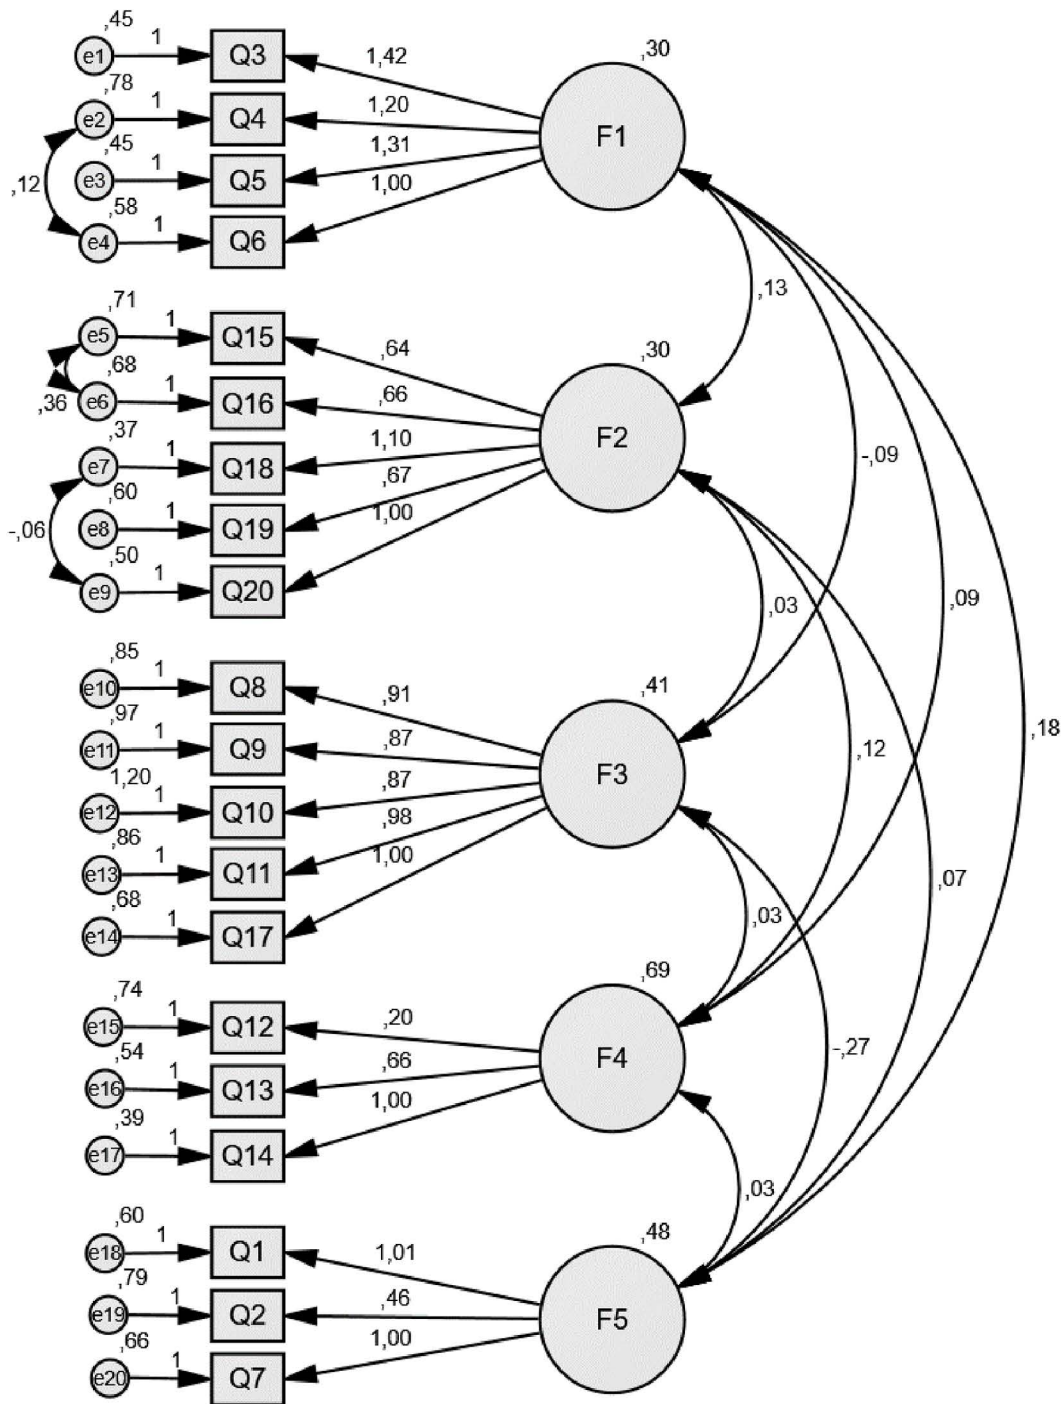 ,45
e1 1 Q3 1,42 ,30
,78
e2 1 Q4 1,20 F1
,45
e3 1 Q5 1,31
,12
,58
e4 1 Q6 1,00
,13
,71
e5 1 Q15 ,64 ,30
,68
,36 e6 1 Q16 ,66 F2
,37
e7 1 Q18 1,10 -,09
,60
-,06 e8 1 Q19 ,67
,50
e9 1 Q20 1,00
,03 ,09
,85
e10 1 Q8 ,91 ,41
,97
e11 1 Q9 ,87 F3 ,12 ,18
1,20
e12 1 Q10 ,87
,86
e13 1 Q11 ,98 ,07
,68
e14 1 Q17 1,00 ,03
,74
e15 1 Q12 ,20 ,69
,54
e16 1 Q13 ,66 F4 -,27
,39
e17 1 Q14 1,00
,03
,60
e18 1 Q1 1,01 ,48
,79
e19 1 Q2 ,46 F5
,66
e20 1 Q7 1,00